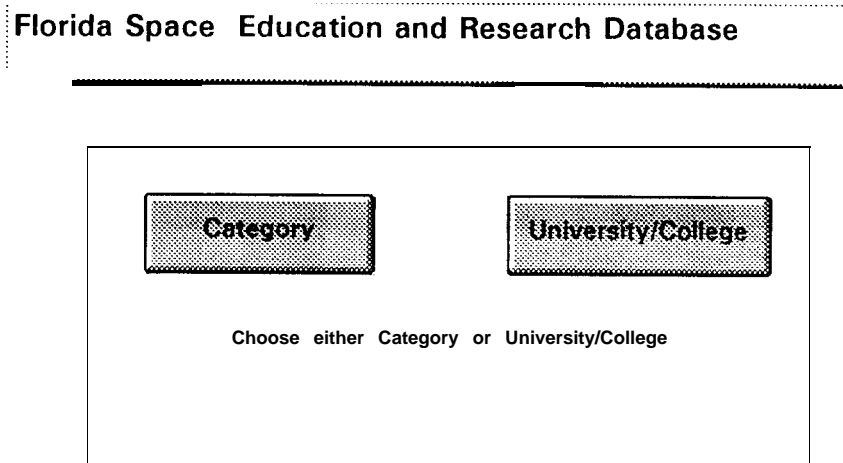 Florida Space Education and Research Database
Category
University/College
Choose either Category or University/College